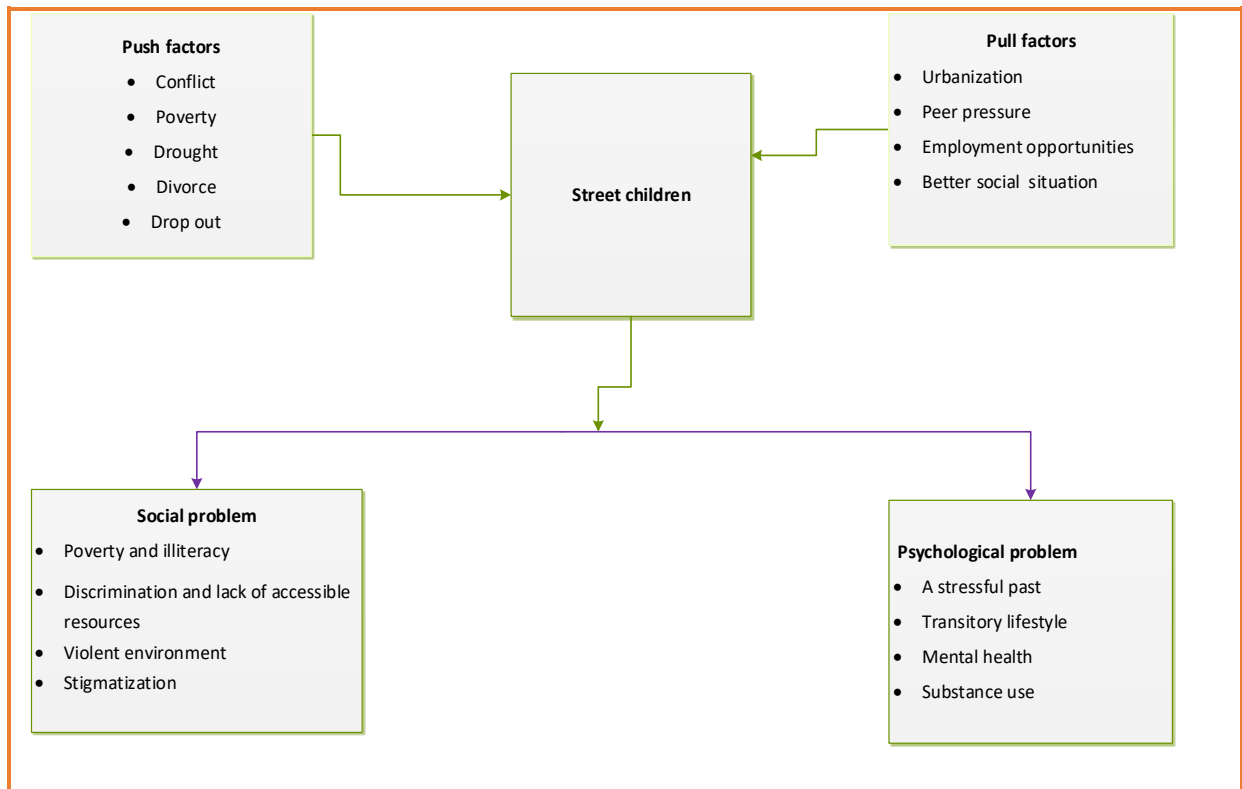 Push factors
• Conflict
• Poverty
• Drought
• Divorce
• Drop out
Street children
Pull factors
• Urbanization
• Peer pressure
• Employment opportunities
• Better social situation
Social problem
• Poverty and illiteracy
• Discrimination and lack of accessible
resources
• Violent environment
• Stigmatization
Psychological problem
• A stressful past
• Transitory lifestyle
• Mental health
• Substance use